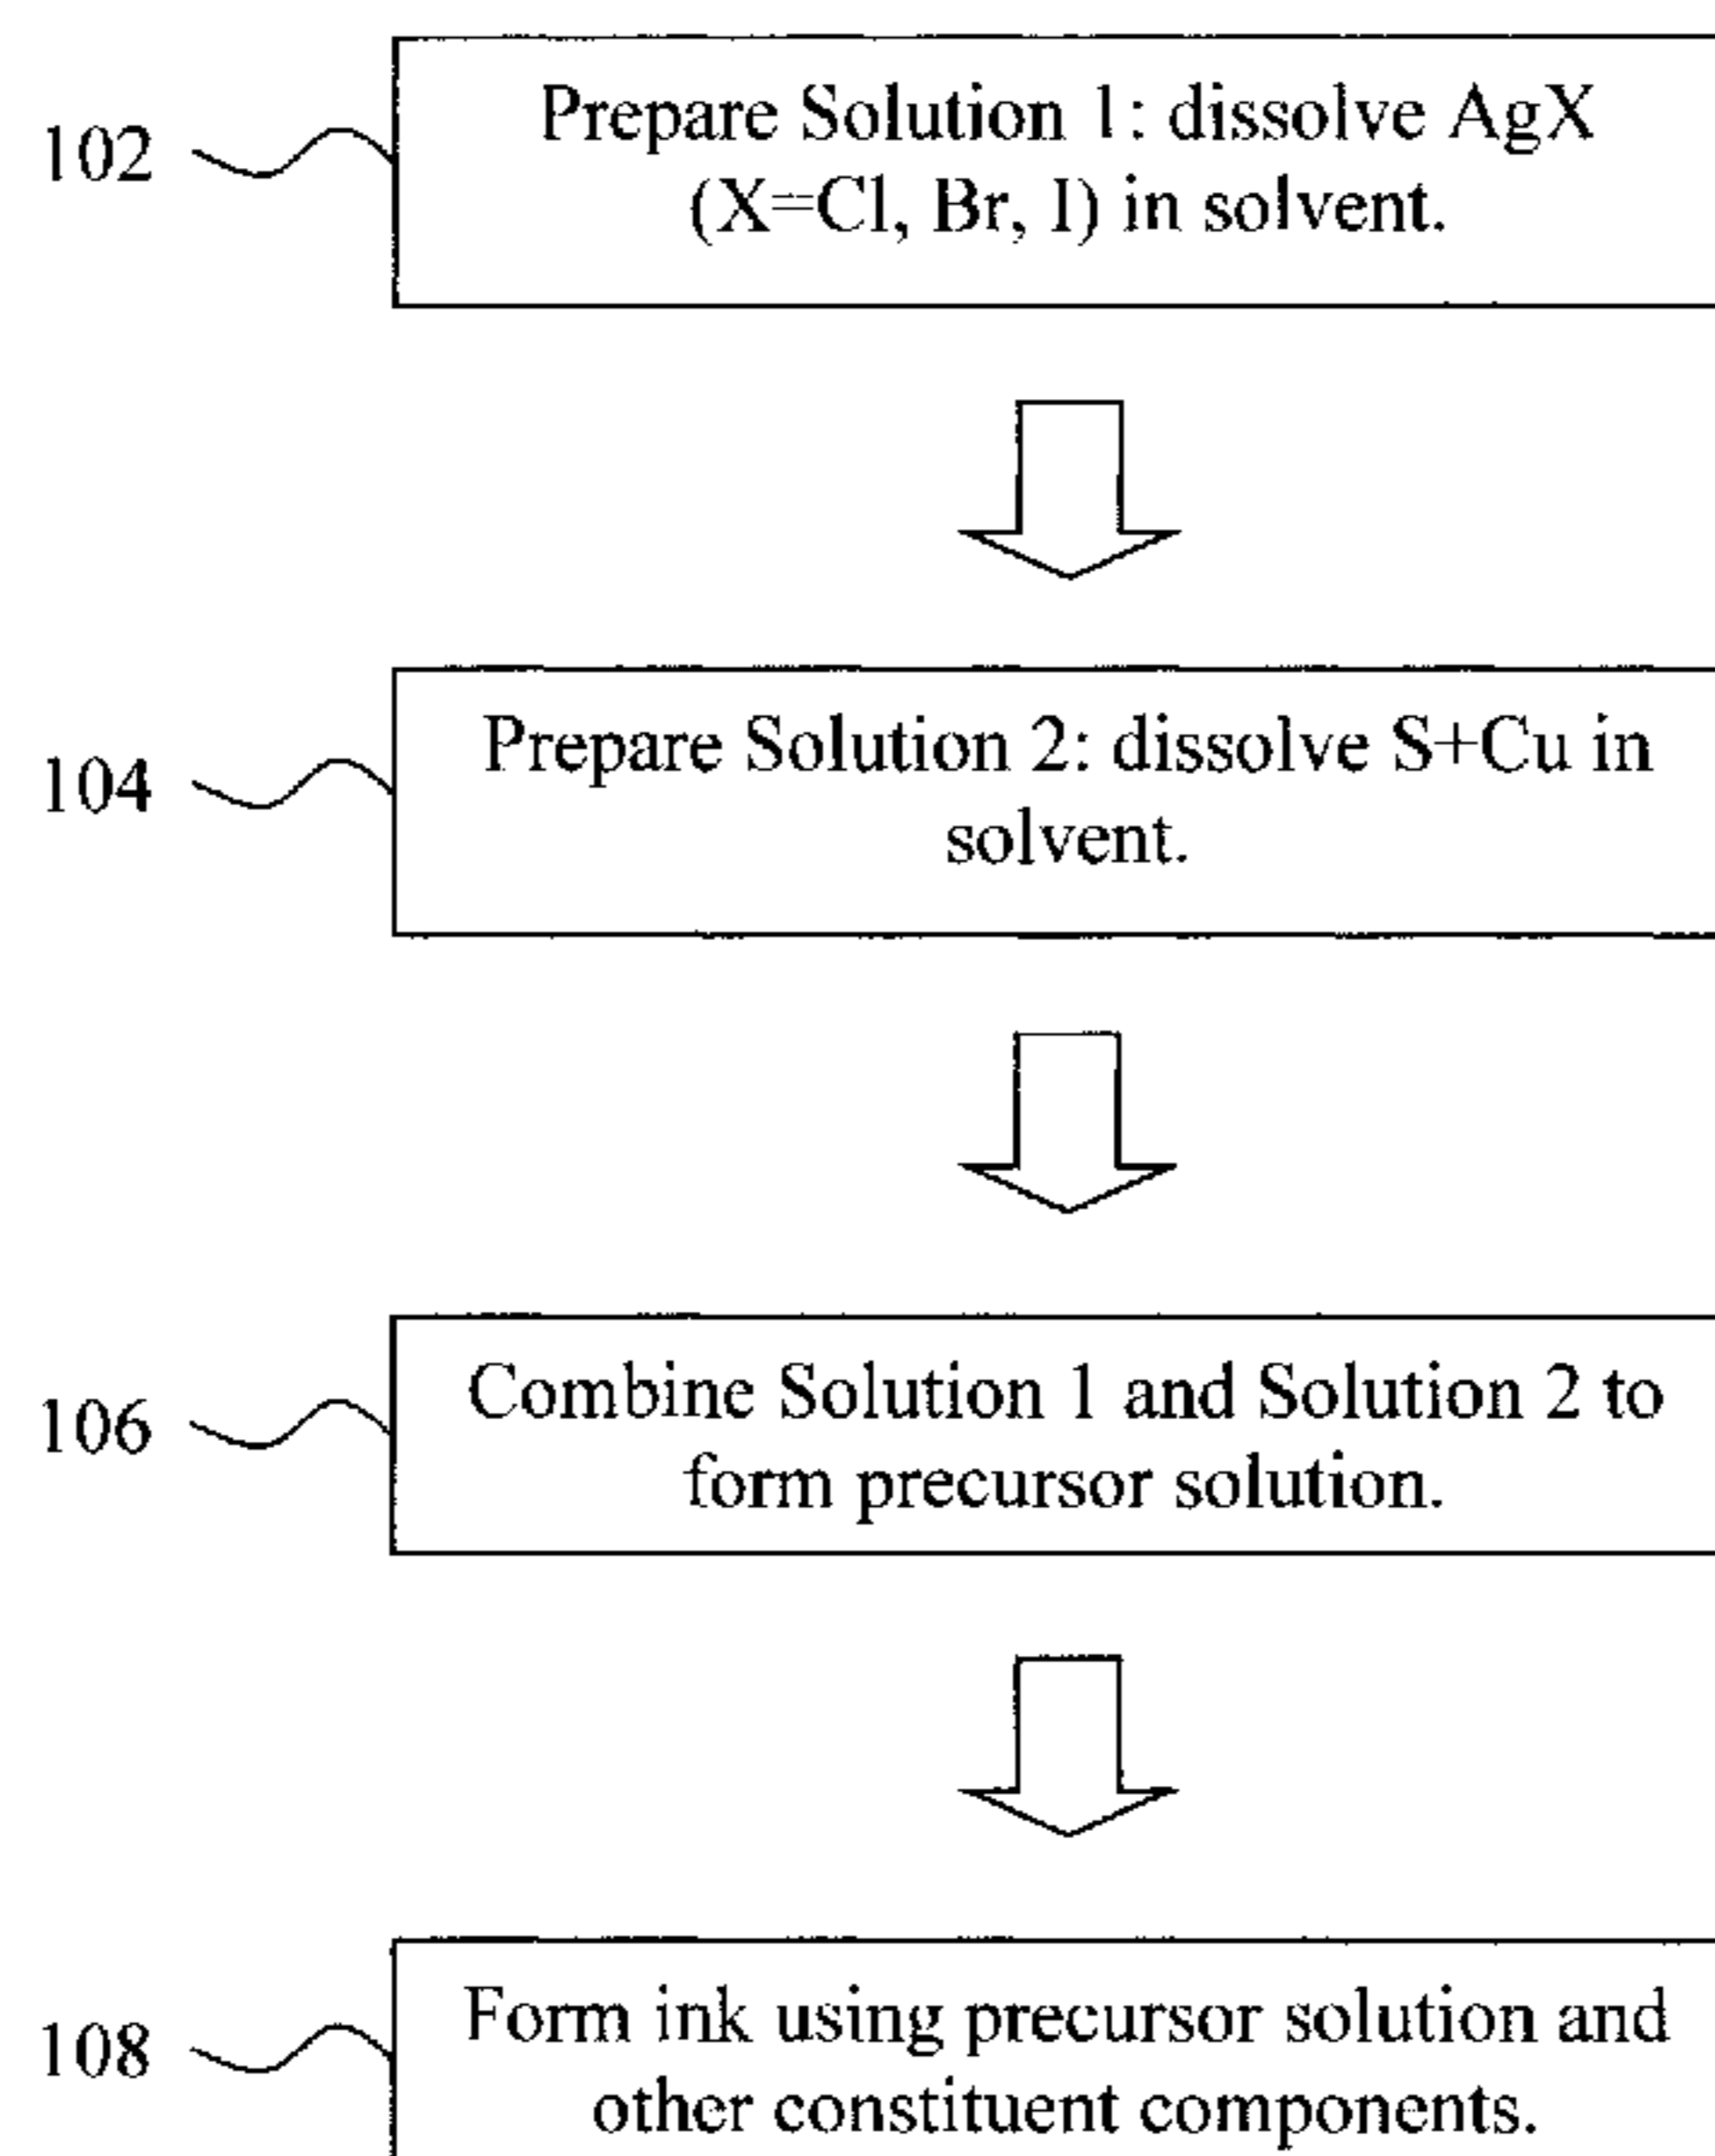 102
Prepare Solution 1: dissolve AgX
(X=Cl, Br, I) in solvent.
104
Prepare Solution 2: dissolve S+Cu in
solvent.
106
Combine Solution 1 and Solution 2 to
form precursor solution.
108
Form ink using precursor solution and
other constituent components.